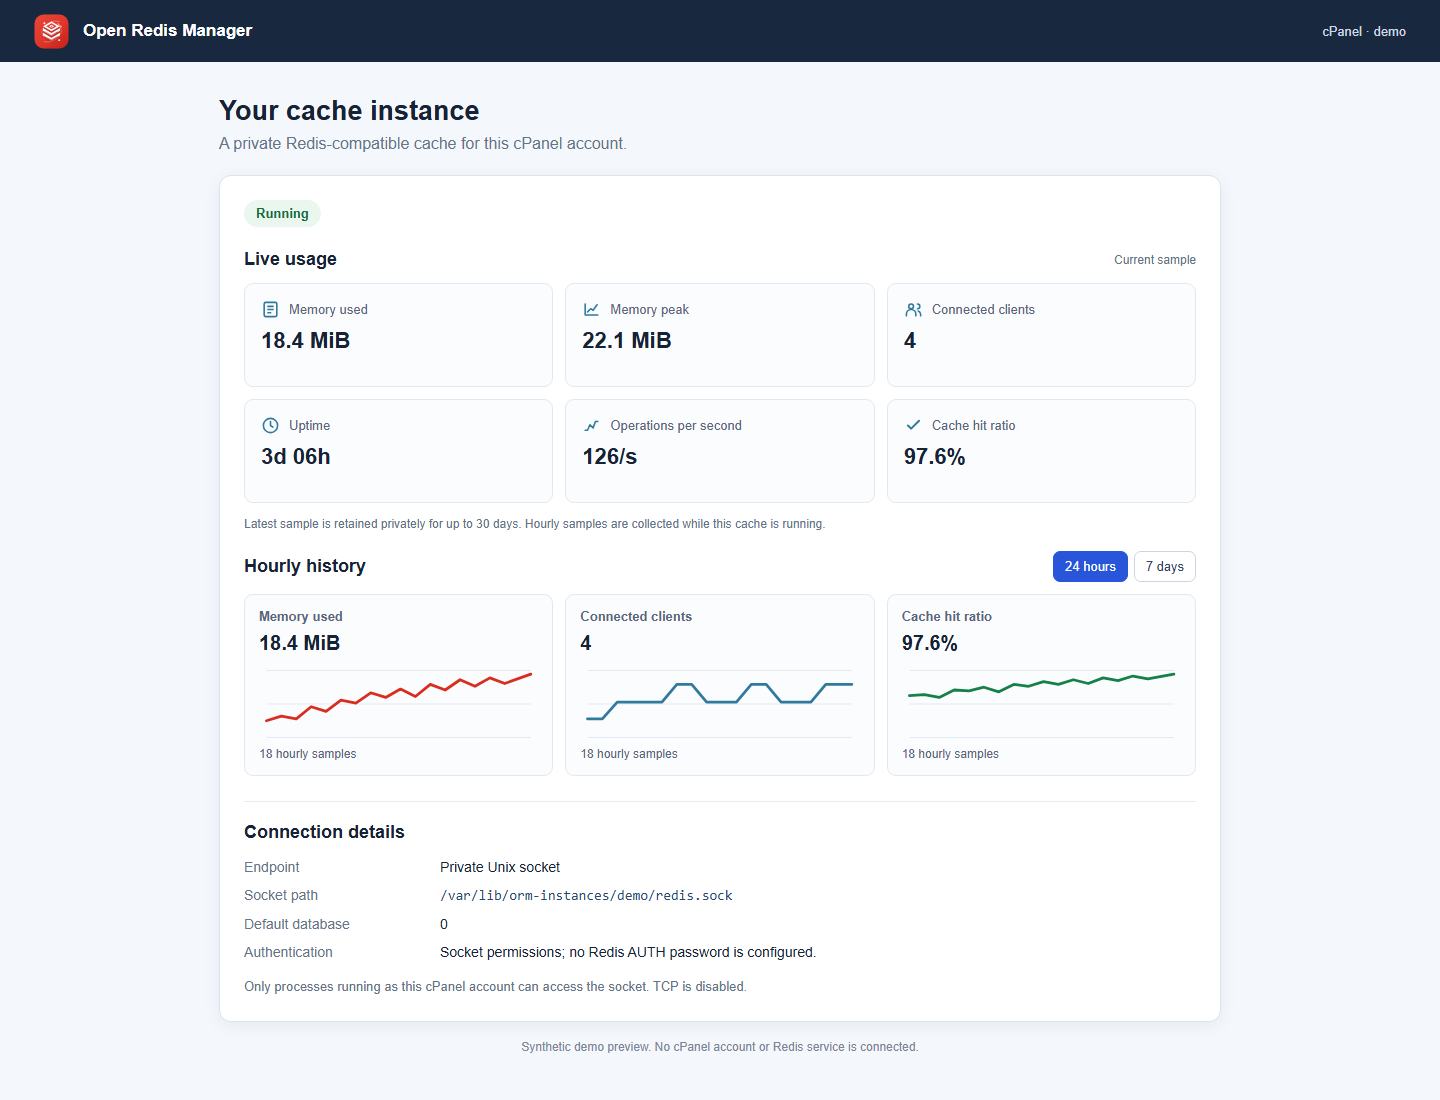 Open Redis Manager
cPanel · demo
Your cache instance
A private Redis-compatible cache for this cPanel account.
Running
Live usage
Current sample
Memory used
18.4 MiB
Memory peak
22.1 MiB
Connected clients
4
Uptime
3d 06h
Operations per second
126/s
Cache hit ratio
97.6%
Latest sample is retained privately for up to 30 days. Hourly samples are collected while this cache is running.
Hourly history
24 hours
7 days
Memory used
18.4 MiB
18 hourly samples
Connected clients
4
18 hourly samples
Cache hit ratio
97.6%
18 hourly samples
Connection details
Endpoint Private Unix socket
Socket path /var/lib/orm-instances/demo/redis.sock
Default database 0
Authentication Socket permissions; no Redis AUTH password is configured.
Only processes running as this cPanel account can access the socket. TCP is disabled.
Synthetic demo preview. No cPanel account or Redis service is connected.